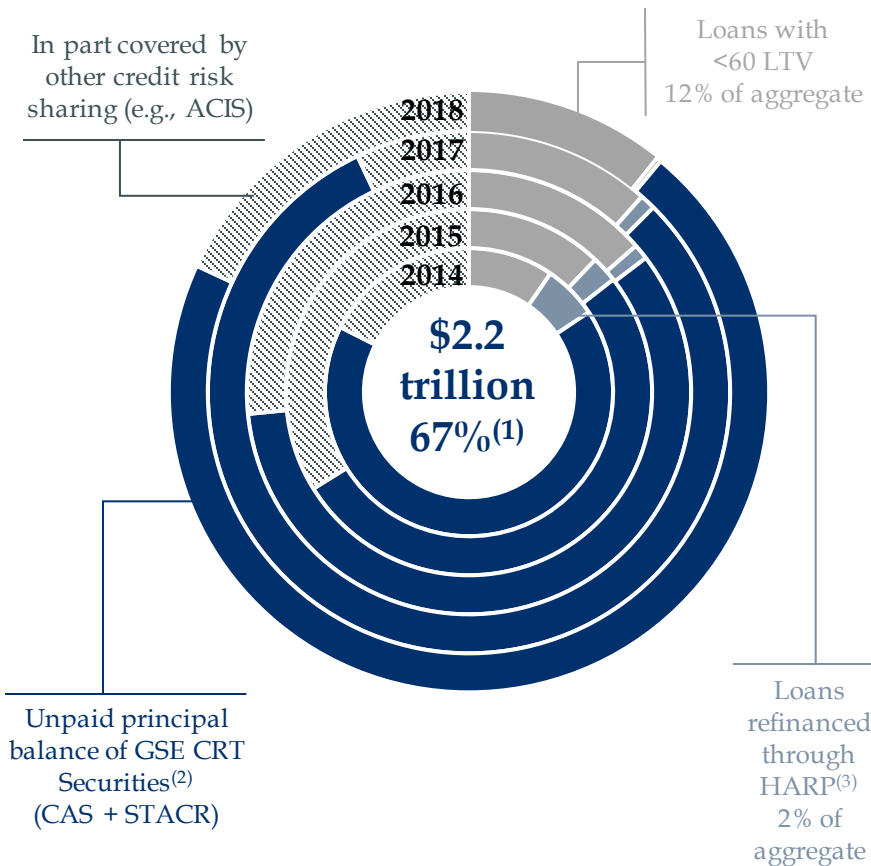 In part covered by
other credit risk
sharing (e.g., ACIS)
Loans with
<60 LTV
12% of aggregate
2018
2017
2016
2015
2014
$2.2
trillion
67%(1)
Unpaid principal
balance of GSE CRT
Securities(2)
(CAS + STACR)
Loans
refinanced
through
HARP(3)
2% of
aggregate